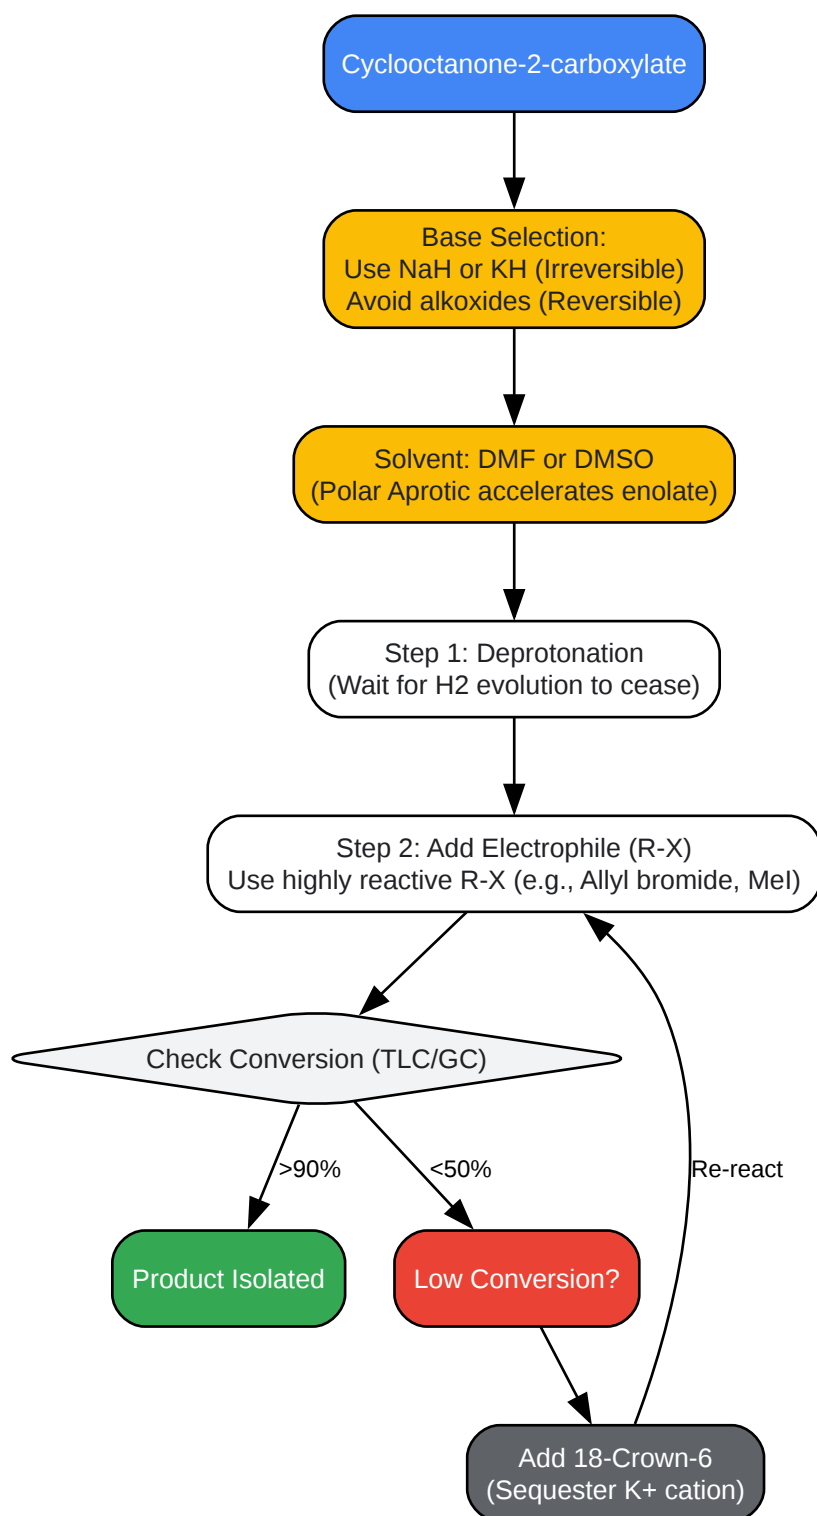 Cyclooctanone-2-carboxylate
Base Selection:
Use NaH or KH (Irreversible)
Avoid alkoxides (Reversible)
Solvent: DMF or DMSO
(Polar Aprotic accelerates enolate)
Step 1: Deprotonation
(Wait for H2 evolution to cease)
Step 2: Add Electrophile (R-X)
Use highly reactive R-X (e.g., Allyl bromide, MeI)
Check Conversion (TLC/GC)
>90%
<50%
Re-react
Product Isolated
Low Conversion?
Add 18-Crown-6
(Sequester K+ cation)